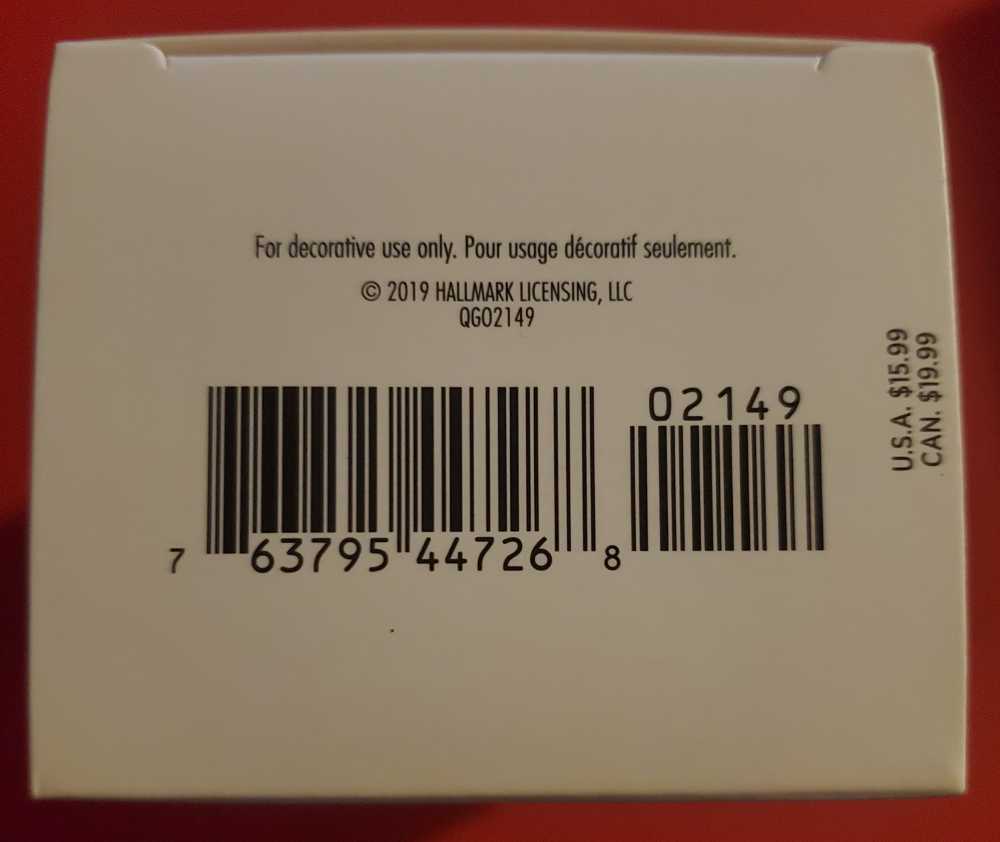 For decorative use only. Pour usage décoratif seulement.
© 2019 HALLMARK LICENSING, LLC
QGO2149
U.S.A. $15.99
CAN. $19.99
02149
7 63795 44726 8